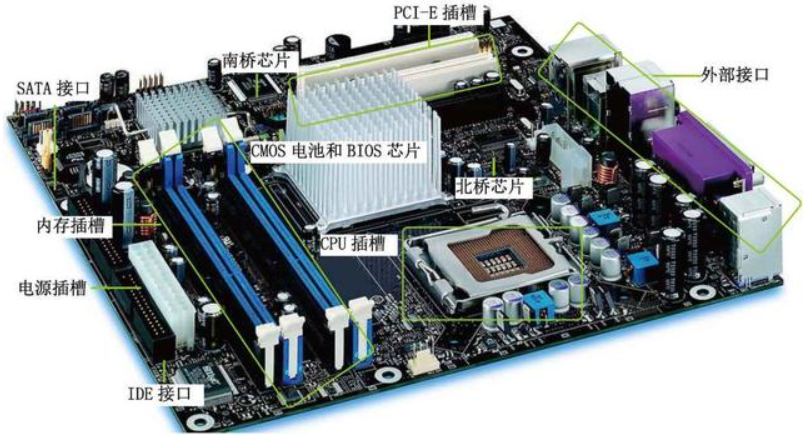 PCI-E 插槽
南桥芯片
外部接口
SATA 接口
CMOS 电池和 BIOS 芯片
北桥芯片
内存插槽
CPU 插槽
电源插槽
IDE 接口